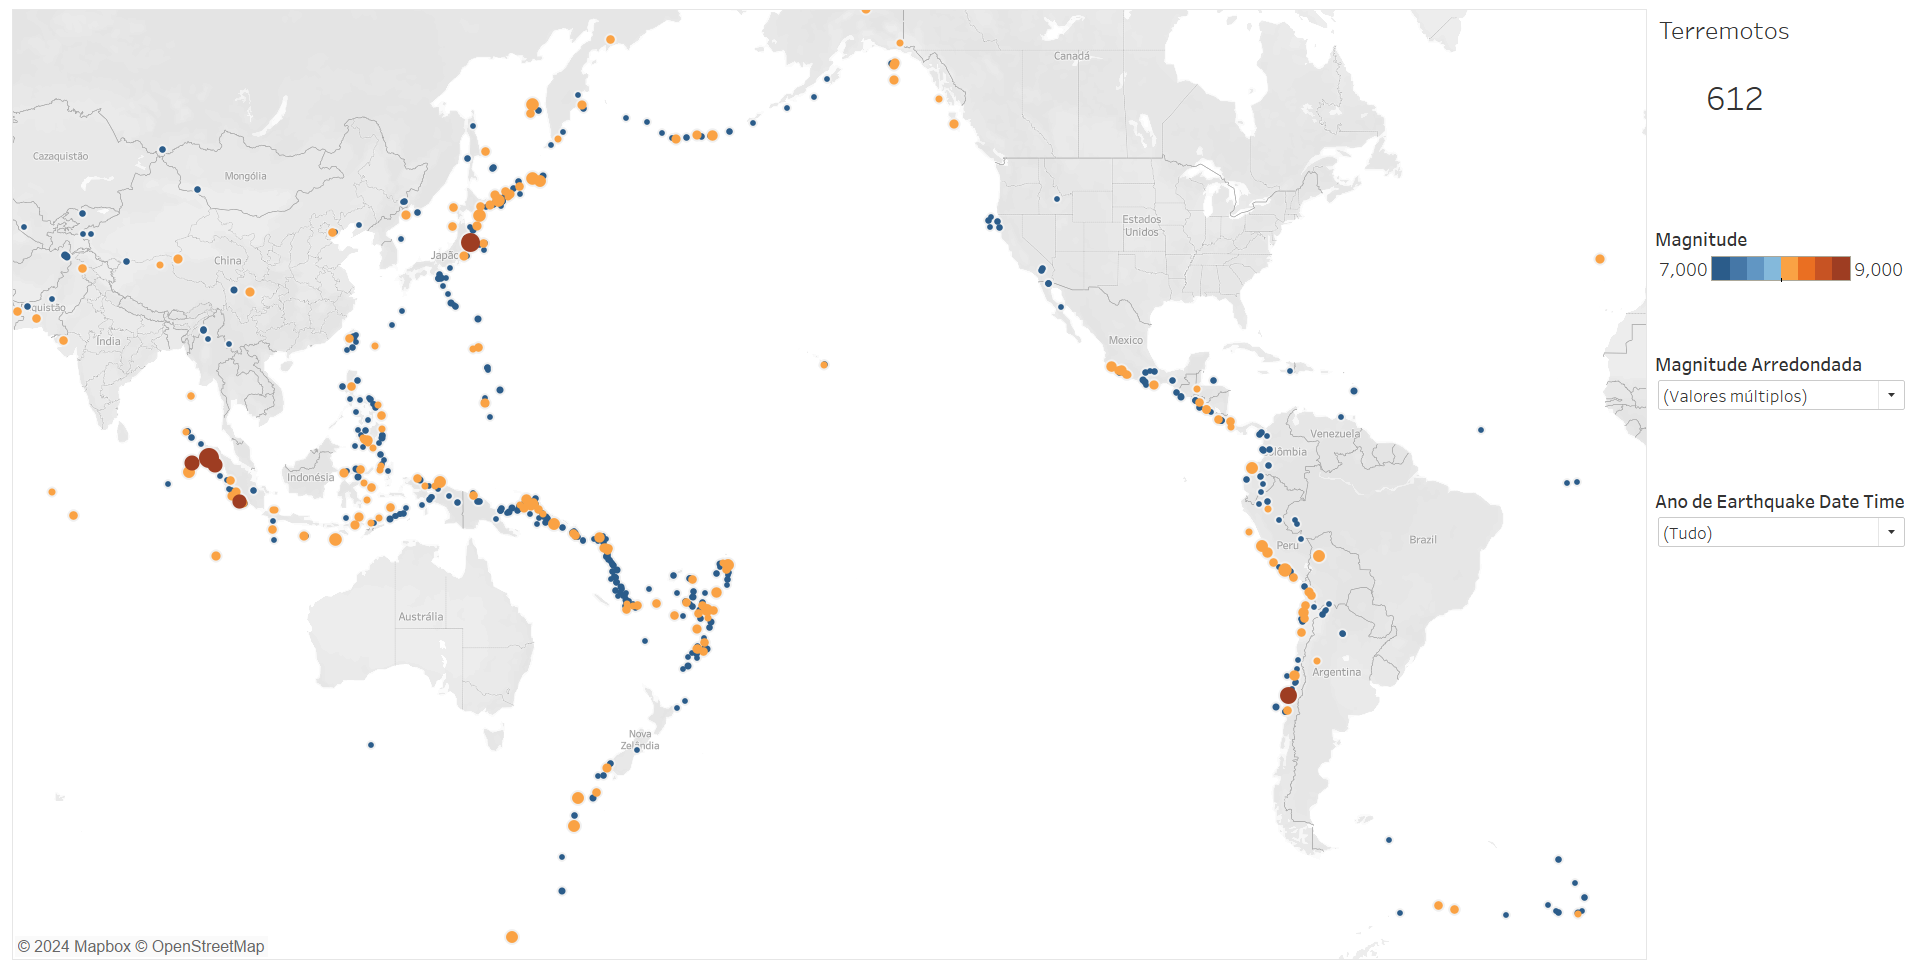 Terremotos
612
Magnitude
7,000 9,000
Magnitude Arredondada
(Valores múltiplos)
Ano de Earthquake Date Time
(Tudo)
Canadá
Cazaquistão
Mongólia
Estados
Unidos
Japão
China
quistão
Índia
Mexico
Venezuela
olômbia
Indonésia
Brazil
Peru
Austrália
Argentina
Nova
Zelândia
© 2024 Mapbox © OpenStreetMap